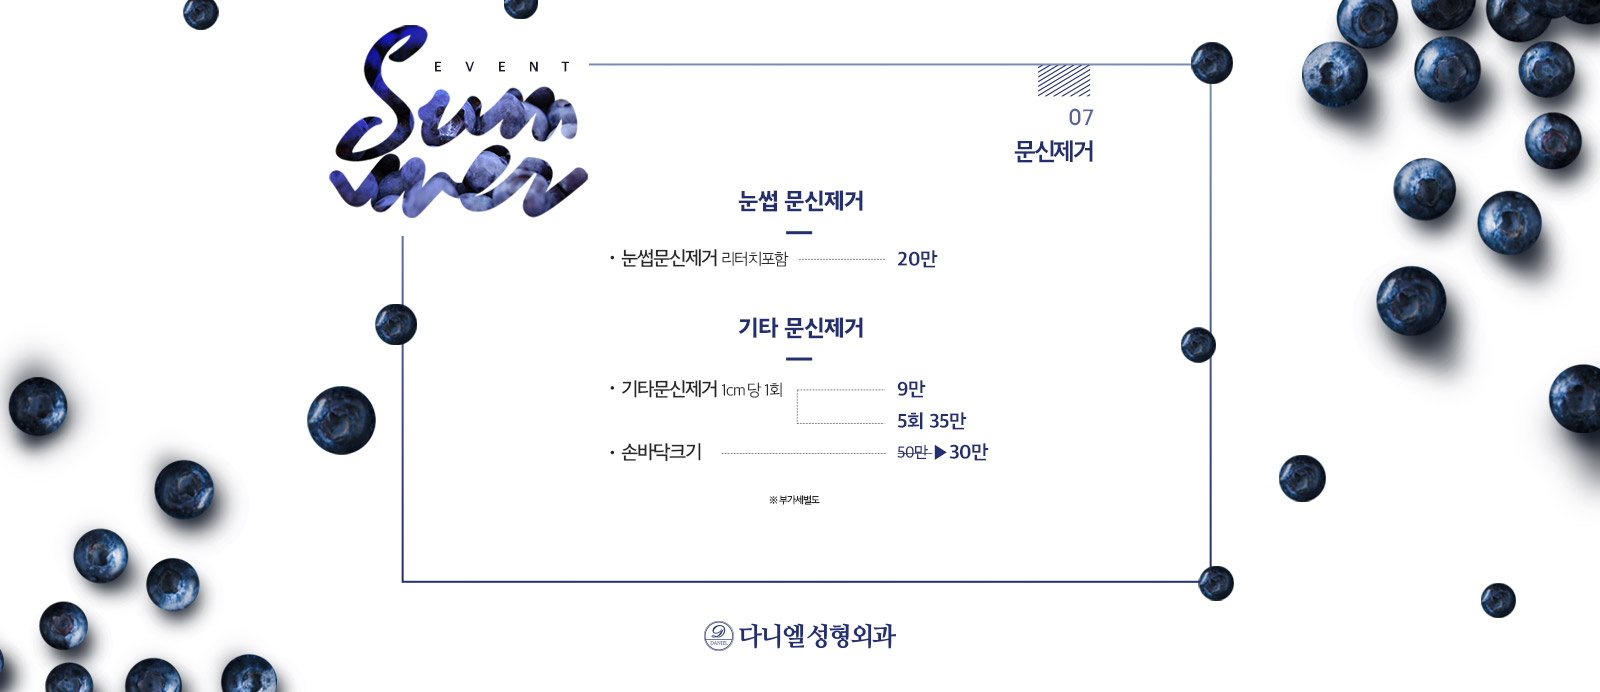 EVENT
Summer
07
문신제거
눈썹 문신제거
· 눈썹문신제거 리터치포함 20만
기타 문신제거
· 기타문신제거 1cm 당 1회 9만
5회 35만
· 손바닥크기 50만 ▶ 30만
※ 부가세별도
DANIEL 다니엘성형외과